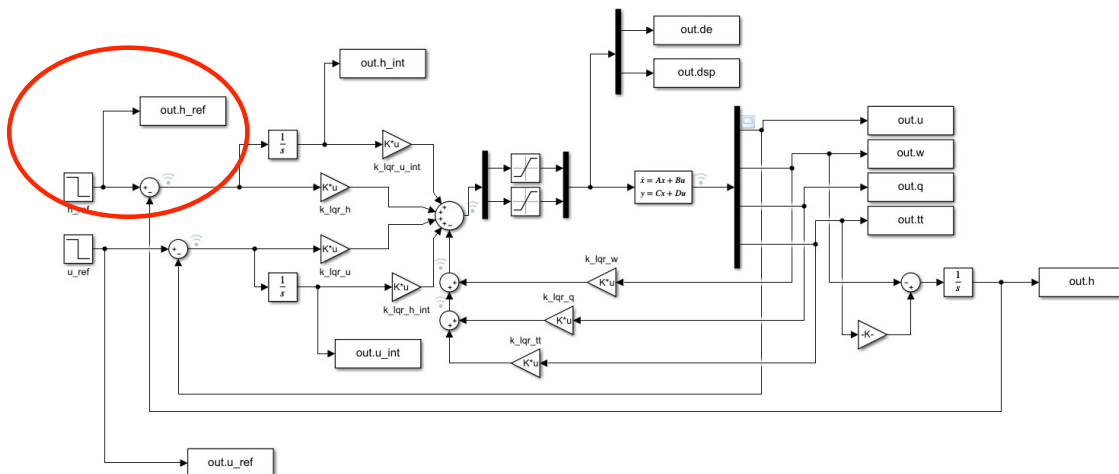 out.de
out.dsp
out.h_int
out.h_ref
1
s
K*u
k_lqr_u_int
h_ref
+
−
K*u
k_lqr_h
u_ref
+
−
K*u
k_lqr_u
1
s
K*u
k_lqr_h_int
out.u_int
out.u_ref
+
+
+
+
−
ẋ = Ax + Bu
y = Cx + Du
out.u
out.w
out.q
out.tt
k_lqr_w
K*u
+
+
k_lqr_q
K*u
+
+
k_lqr_tt
K*u
-K-
−
+
1
s
out.h